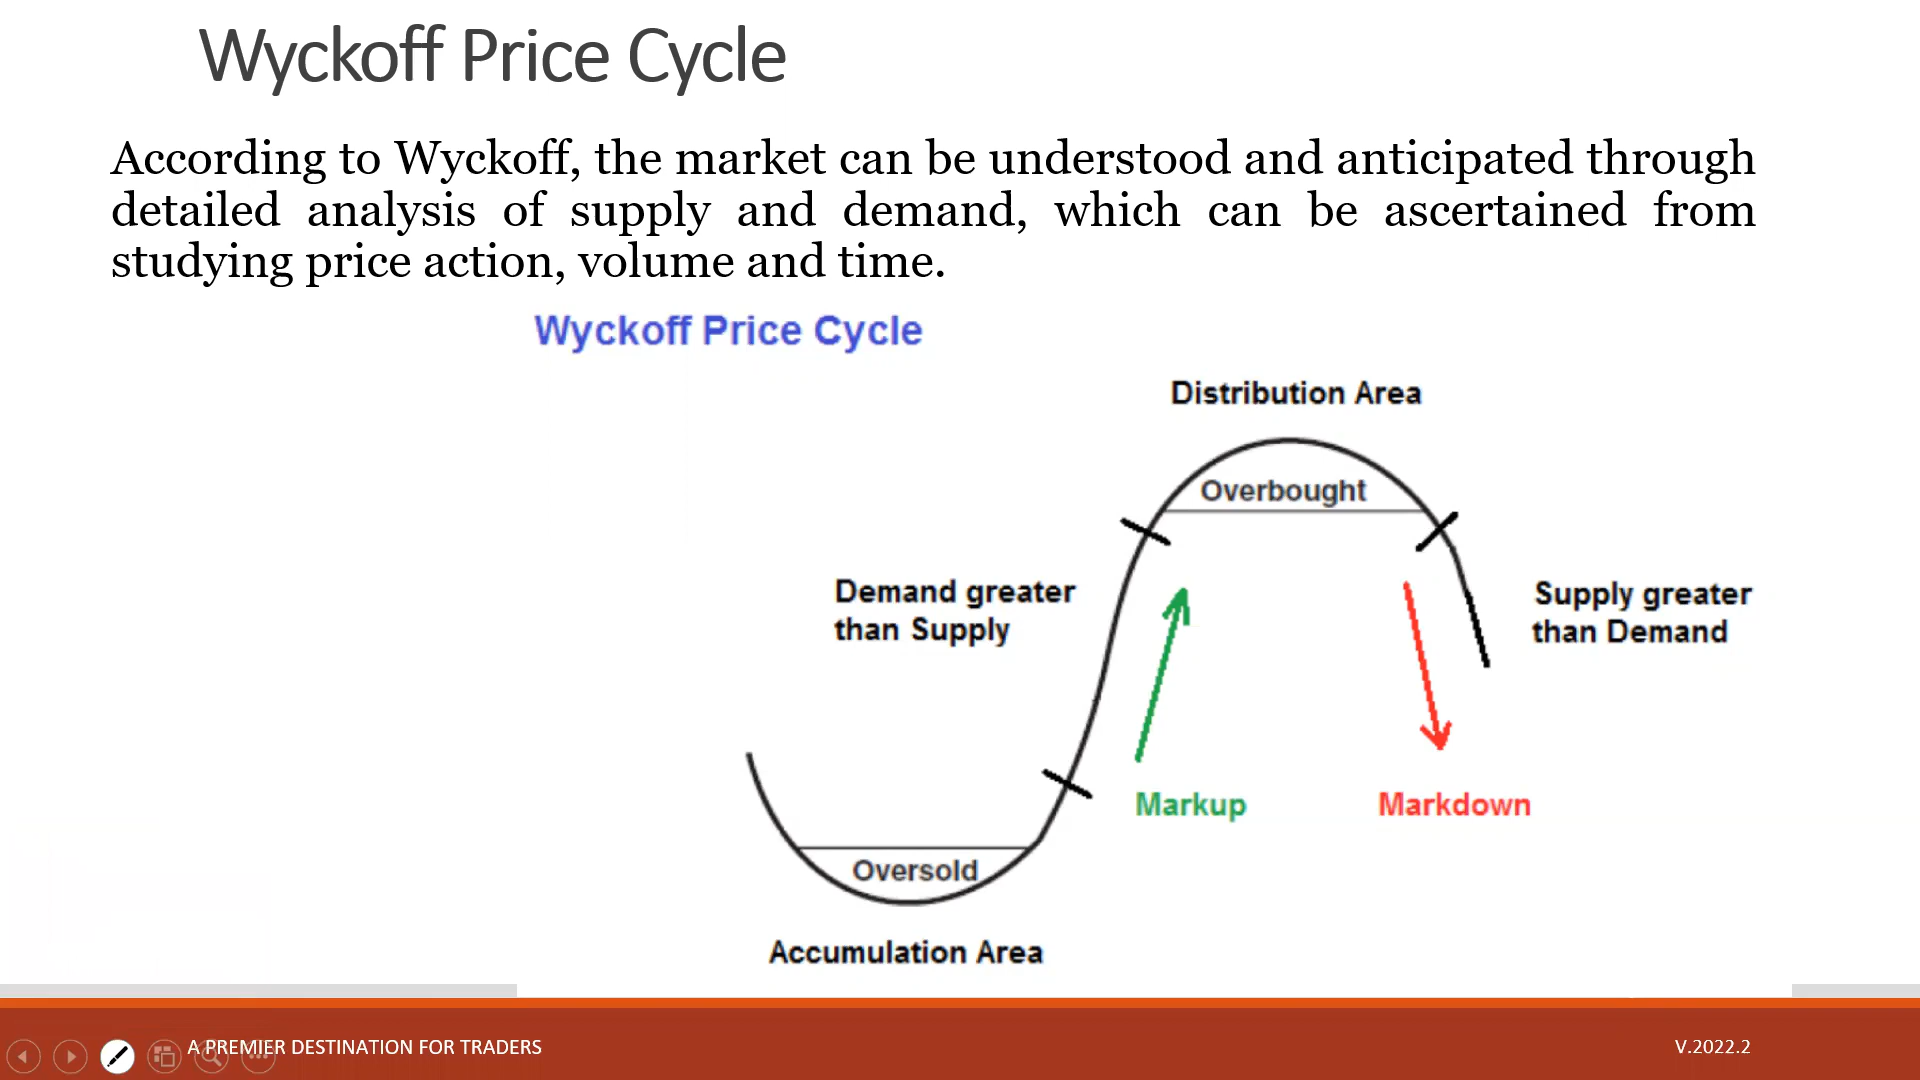 Wyckoff Price Cycle
According to Wyckoff, the market can be understood and anticipated through
detailed analysis of supply and demand, which can be ascertained from
studying price action, volume and time.
Wyckoff Price Cycle
Distribution Area
Overbought
Demand greater
than Supply
Supply greater
than Demand
Markup
Markdown
Oversold
Accumulation Area
A PREMIER DESTINATION FOR TRADERS
V.2022.2